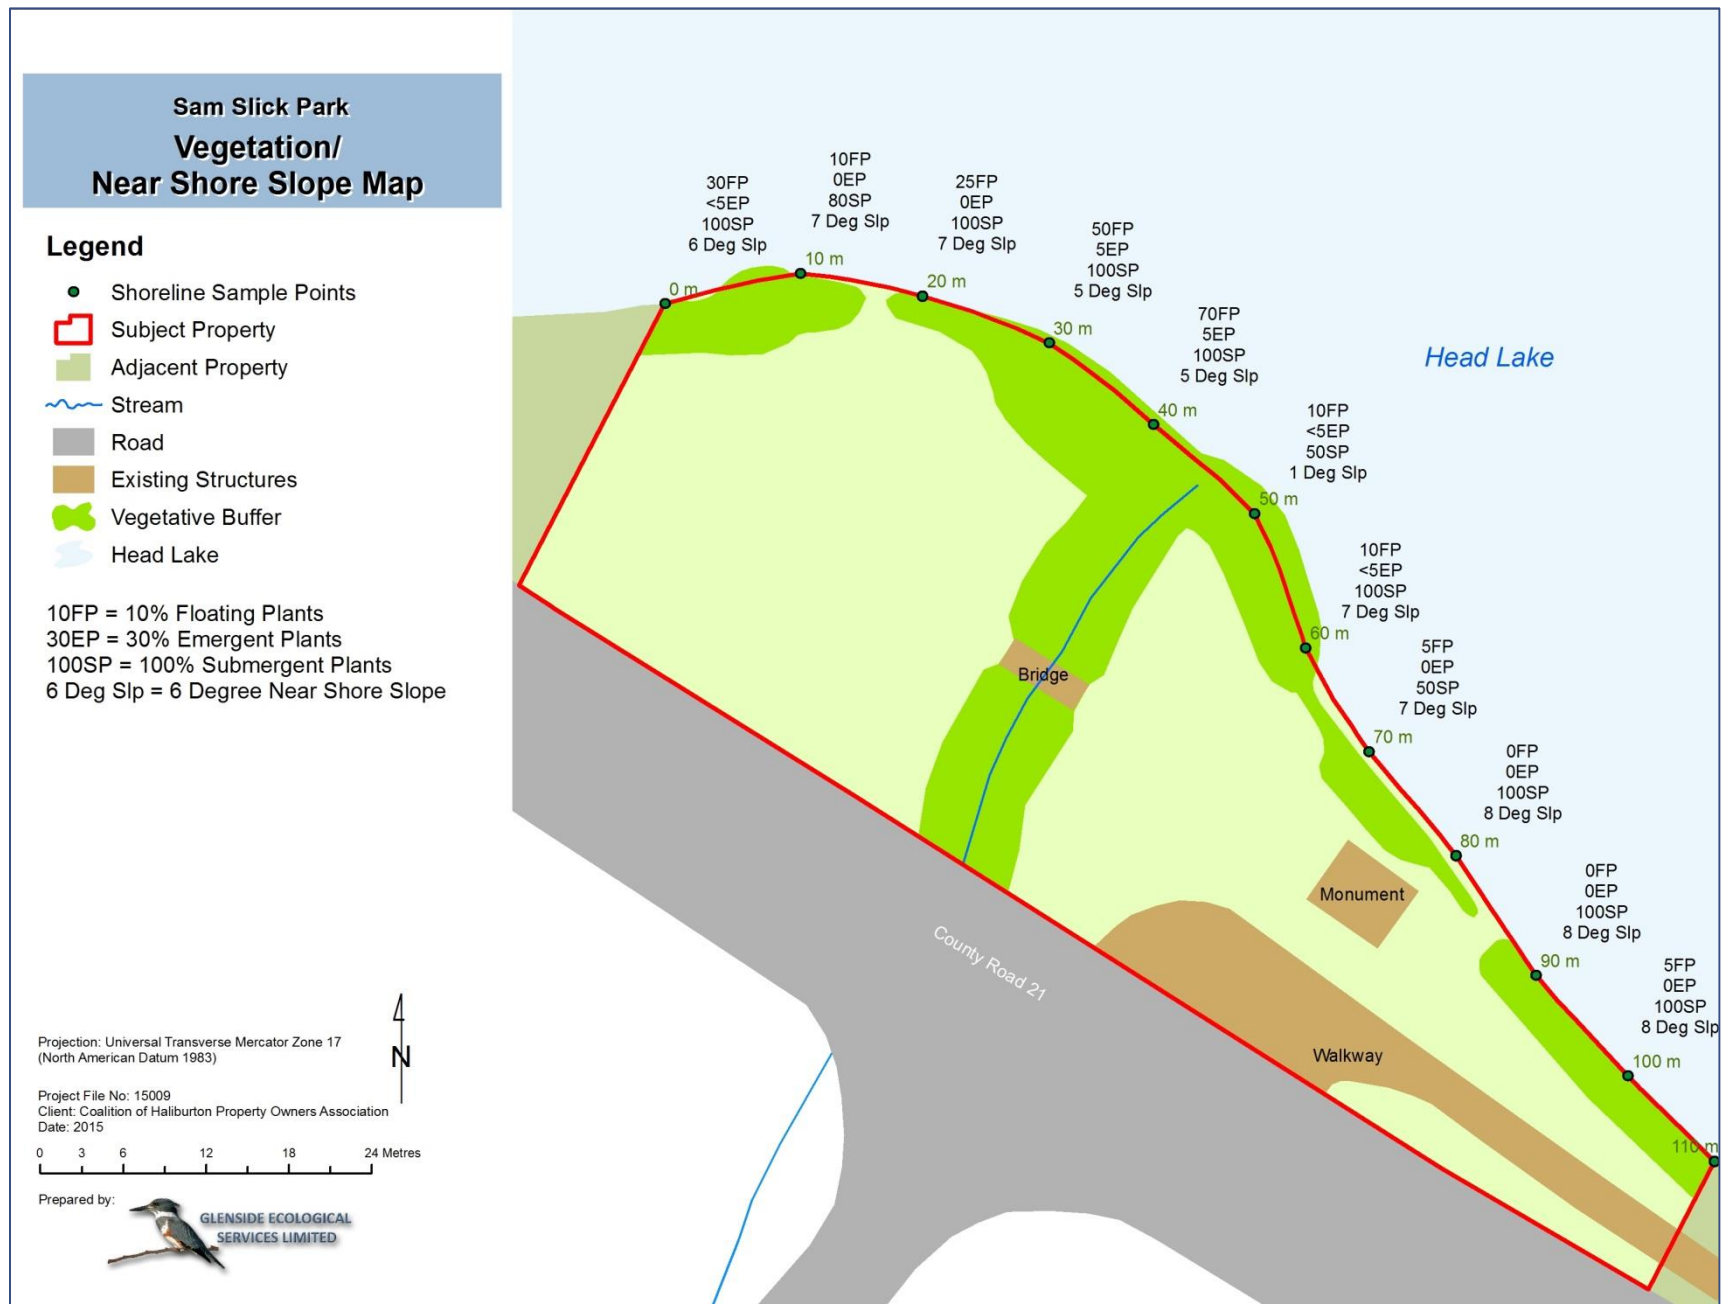 Sam Slick Park
Vegetation/
Near Shore Slope Map
Legend
Shoreline Sample Points
Subject Property
Adjacent Property
Stream
Road
Existing Structures
Vegetative Buffer
Head Lake
10FP = 10% Floating Plants
30EP = 30% Emergent Plants
100SP = 100% Submergent Plants
6 Deg Slp = 6 Degree Near Shore Slope
N
Projection: Universal Transverse Mercator Zone 17
(North American Datum 1983)
Project File No: 15009
Client: Coalition of Haliburton Property Owners Association
Date: 2015
0 3 6 12 18 24 Metres
Prepared by:
GLENSIDE ECOLOGICAL
SERVICES LIMITED
30FP
<5EP
100SP
6 Deg Slp
0 m
10FP
0EP
80SP
7 Deg Slp
10 m
25FP
0EP
100SP
7 Deg Slp
20 m
50FP
5EP
100SP
5 Deg Slp
30 m
70FP
5EP
100SP
5 Deg Slp
40 m
Head Lake
10FP
<5EP
50SP
1 Deg Slp
50 m
10FP
<5EP
100SP
7 Deg Slp
60 m
5FP
0EP
50SP
7 Deg Slp
70 m
0FP
0EP
100SP
8 Deg Slp
80 m
0FP
0EP
100SP
8 Deg Slp
90 m
5FP
0EP
100SP
8 Deg Slp
100 m
110 m
Bridge
Monument
County Road 21
Walkway